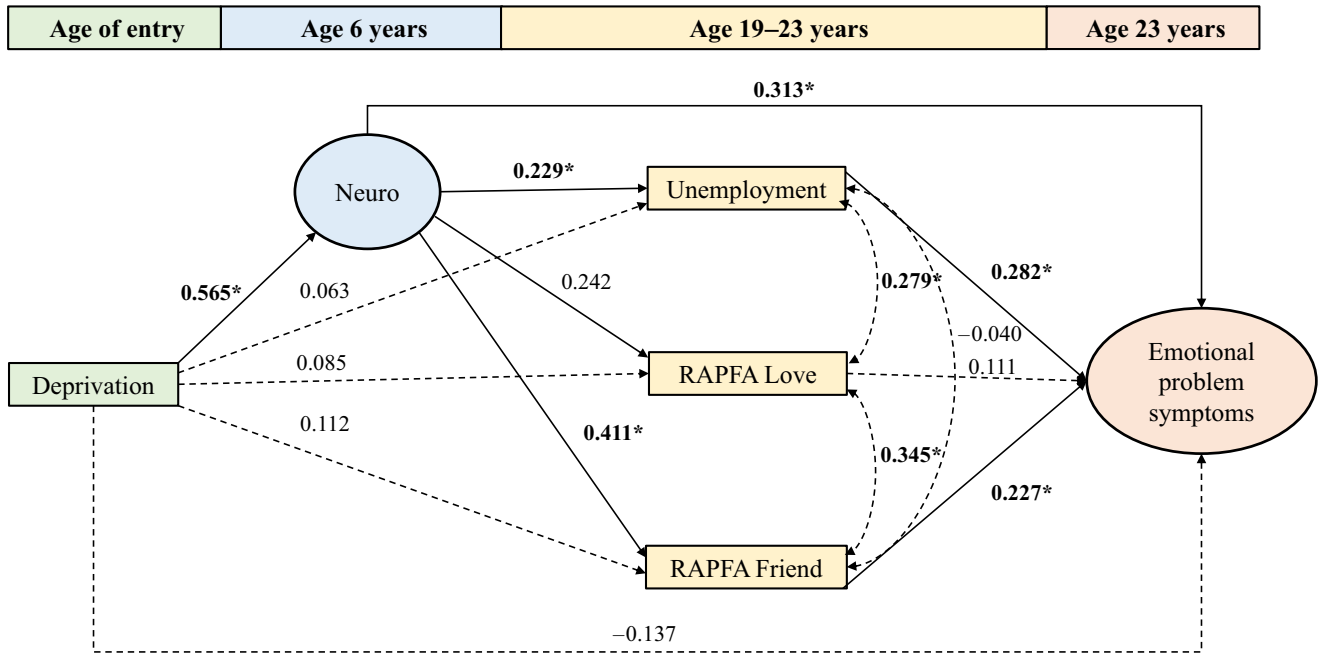 Age of entry
Age 6 years
Age 19–23 years
Age 23 years
0.313*
Neuro
0.229*
Unemployment
0.565*
0.063
0.242
0.279*
0.282*
−0.040
0.085
RAPFA Love
0.111
Deprivation
Emotional
problem
symptoms
0.112
0.411*
0.345*
0.227*
RAPFA Friend
−0.137